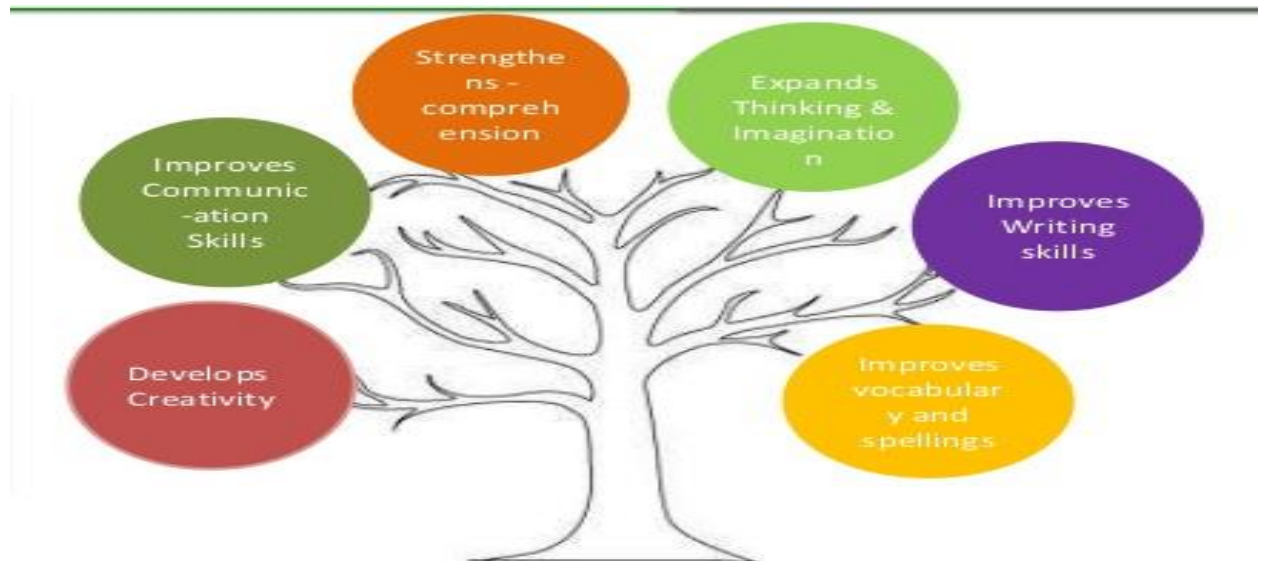 Strengthe
ns -
compreh
ension
Expands
Thinking &
Imaginatio
n
Improves
Communic
-ation
Skills
Improves
Writing
skills
Develops
Creativity
Improves
vocabular
y and
spellings